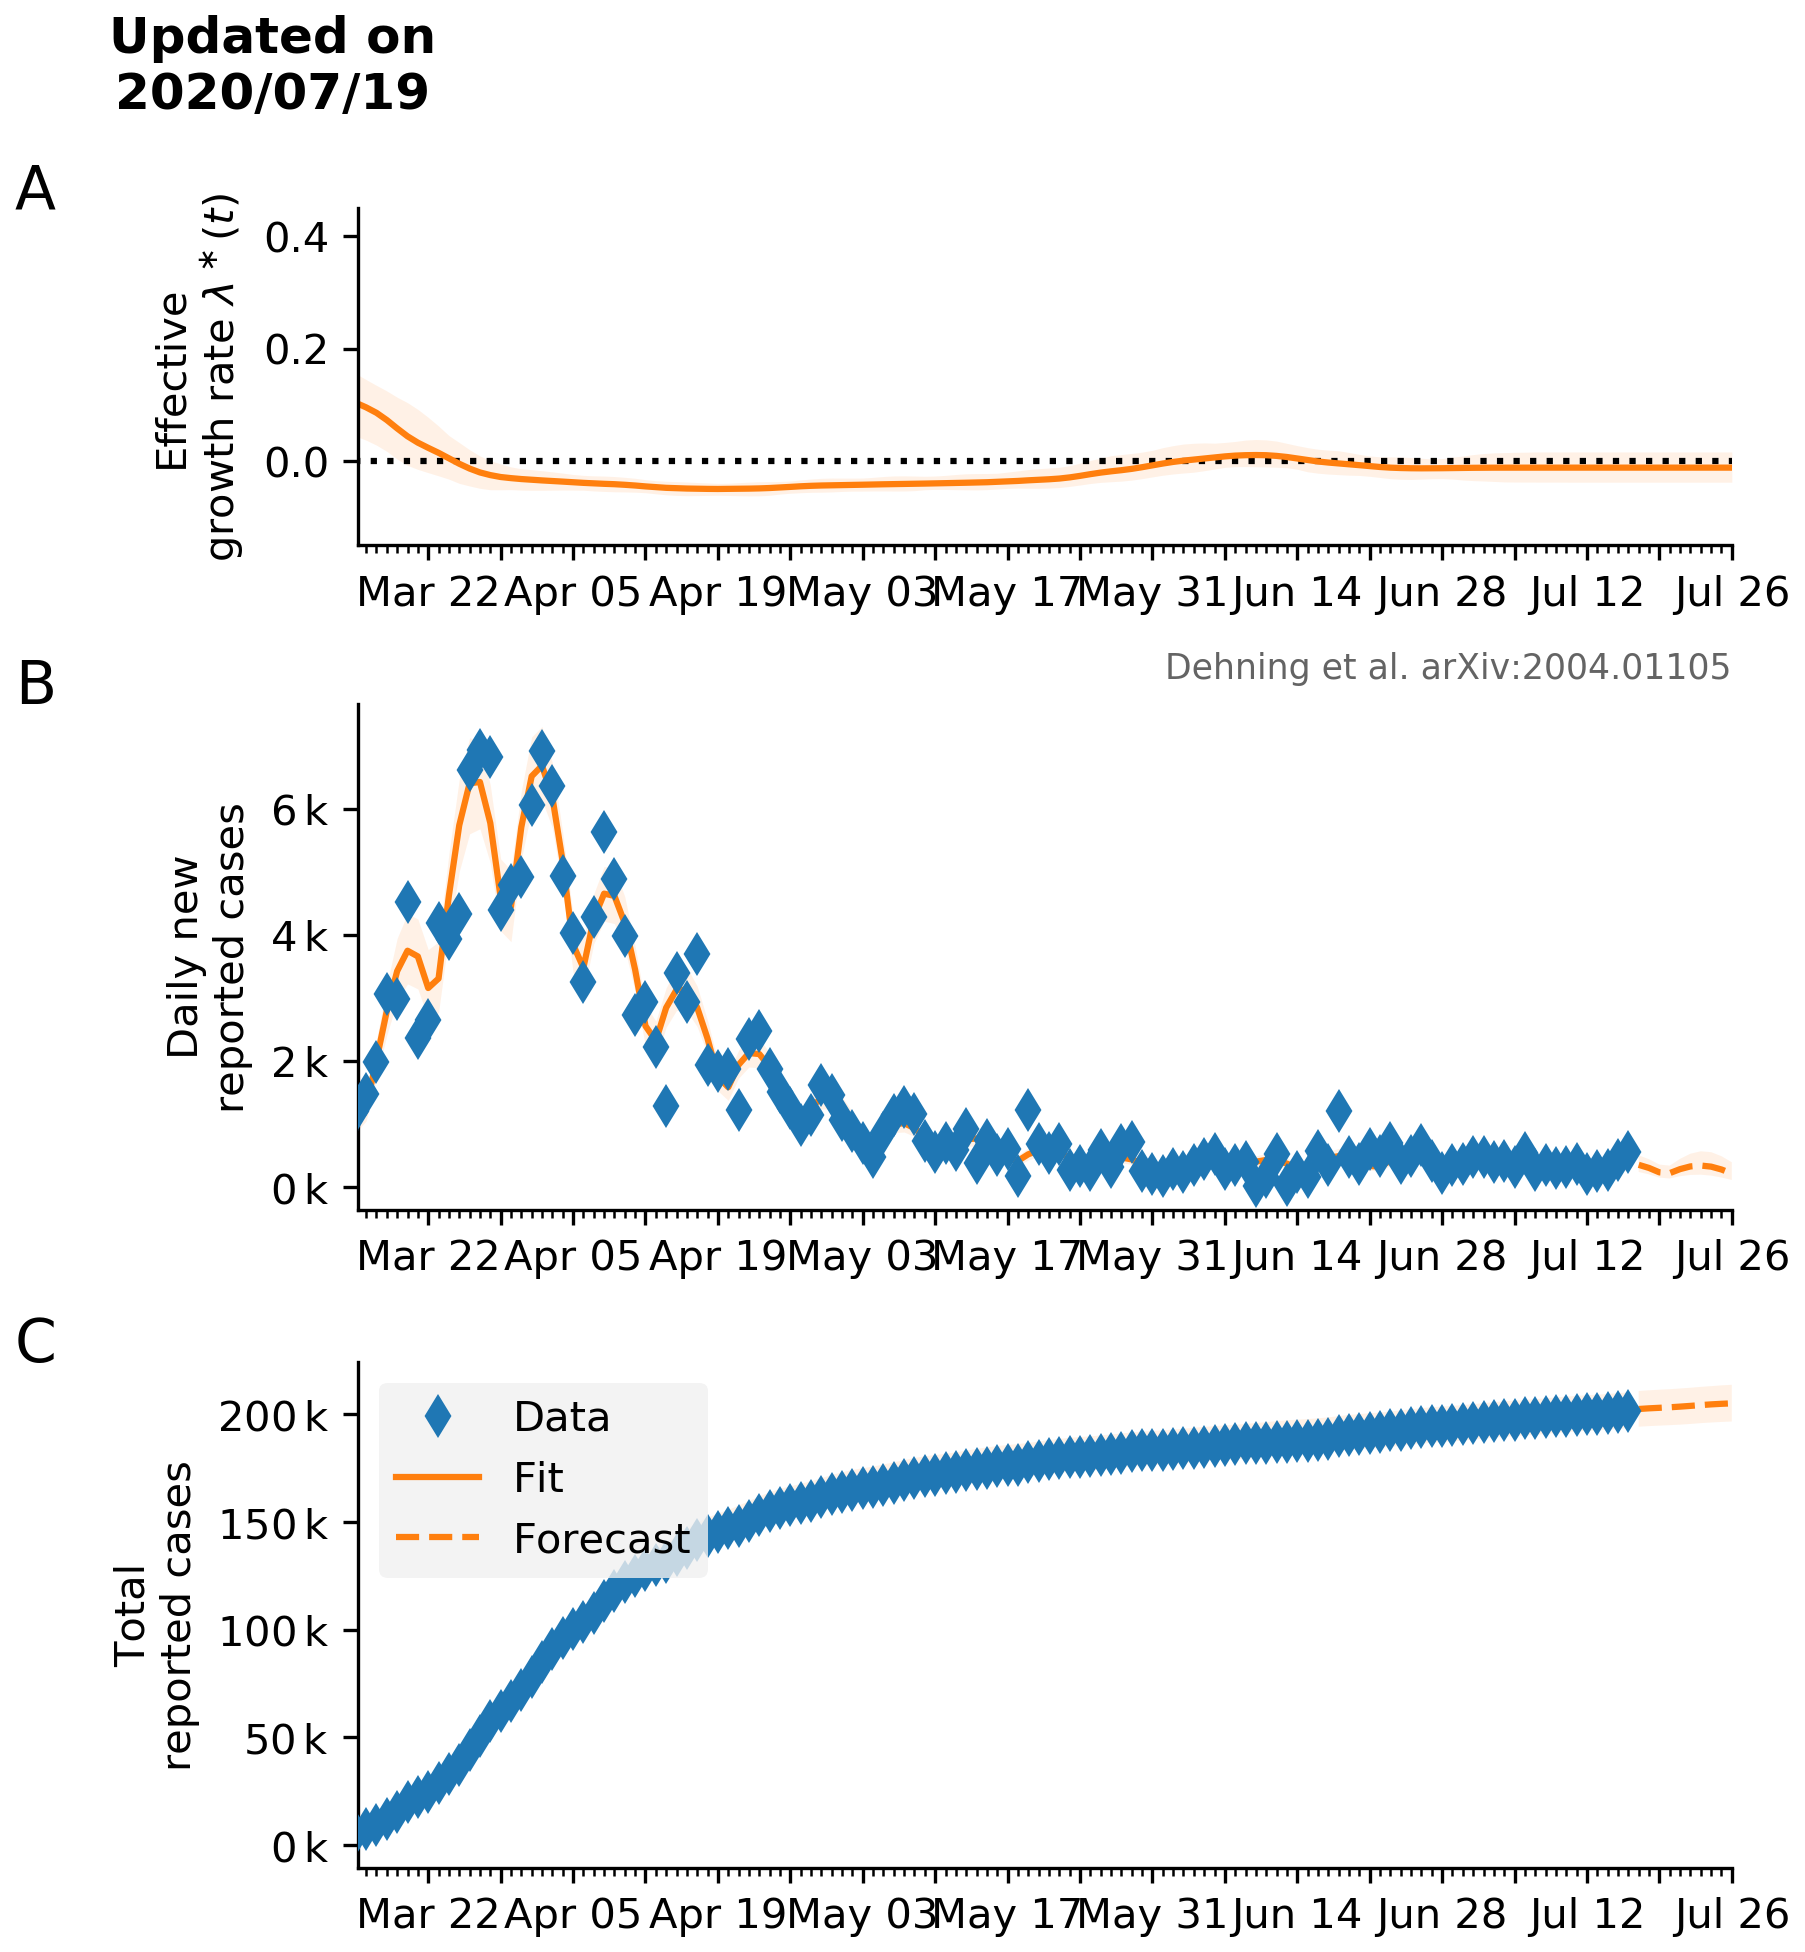 Updated on
2020/07/19
A
Effective
growth rate λ * (t)
0.4
0.2
0.0
Mar 22 Apr 05 Apr 19 May 03 May 17 May 31 Jun 14 Jun 28 Jul 12 Jul 26
Dehning et al. arXiv:2004.01105
B
Daily new
reported cases
6 k
4 k
2 k
0 k
Mar 22 Apr 05 Apr 19 May 03 May 17 May 31 Jun 14 Jun 28 Jul 12 Jul 26
C
Total
reported cases
200 k
150 k
100 k
50 k
0 k
Data
Fit
Forecast
Mar 22 Apr 05 Apr 19 May 03 May 17 May 31 Jun 14 Jun 28 Jul 12 Jul 26